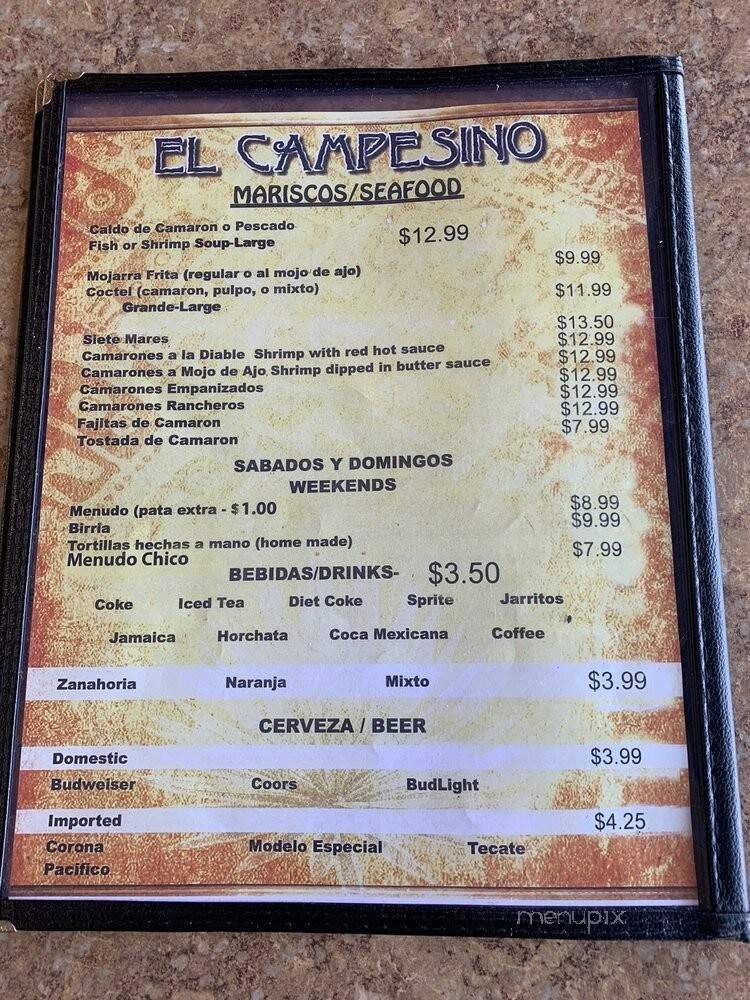 EL CAMPESINO
MARISCOS/SEAFOOD
Caldo de Camaron o Pescado
Fish or Shrimp Soup-Large $12.99
$9.99
Mojarra Frita (regular o al mojo de ajo)
Coctel (camaron, pulpo, o mixto) $11.99
Grande-Large
$13.50
Siete Mares $12.99
Camarones a la Diable Shrimp with red hot sauce $12.99
Camarones a Mojo de Ajo Shrimp dipped in butter sauce $12.99
Camarones Empanizados $12.99
Camarones Rancheros $12.99
Fajitas de Camaron $7.99
Tostada de Camaron
SABADOS Y DOMINGOS
WEEKENDS
Menudo (pata extra - $1.00 $8.99
Birria $9.99
Tortillas hechas a mano (home made) $7.99
Menudo Chico
BEBIDAS/DRINKS- $3.50
Coke Iced Tea Diet Coke Sprite Jarritos
Jamaica Horchata Coca Mexicana Coffee
Zanahoria Naranja Mixto $3.99
CERVEZA / BEER
Domestic $3.99
Budweiser Coors BudLight
Imported $4.25
Corona Modelo Especial Tecate
Pacifico
menupix